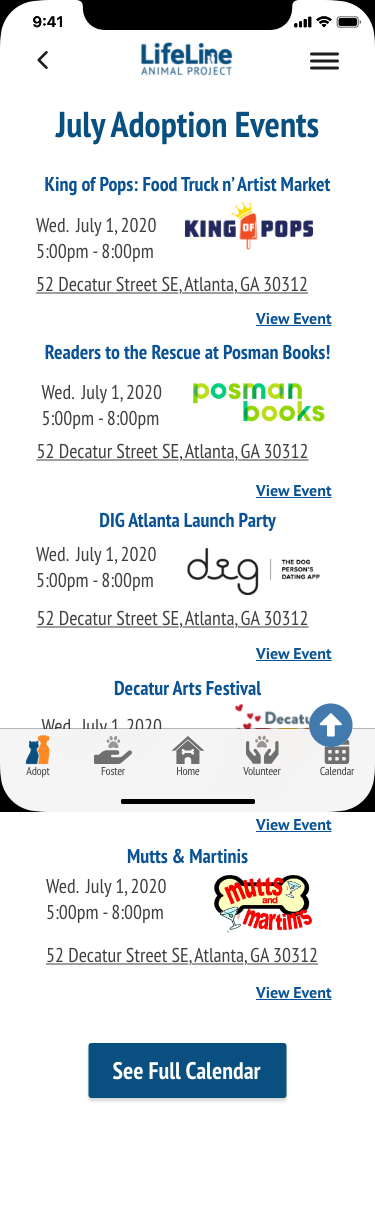 9:41
LifeLine
ANIMAL PROJECT
July Adoption Events
King of Pops: Food Truck n' Artist Market
Wed. July 1, 2020
5:00pm - 8:00pm
KING OF POPS
52 Decatur Street SE, Atlanta, GA 30312
View Event
Readers to the Rescue at Posman Books!
Wed. July 1, 2020
5:00pm - 8:00pm
posman
books
52 Decatur Street SE, Atlanta, GA 30312
View Event
DIG Atlanta Launch Party
Wed. July 1, 2020
5:00pm - 8:00pm
dig
THE DOG
PERSON'S
DATING APP
52 Decatur Street SE, Atlanta, GA 30312
View Event
Decatur Arts Festival
Wed. July 1, 2020
Decatu
Adopt
Foster
Home
Volunteer
Calendar
View Event
Mutts & Martinis
Wed. July 1, 2020
5:00pm - 8:00pm
mutts
and
martinis
52 Decatur Street SE, Atlanta, GA 30312
View Event
See Full Calendar